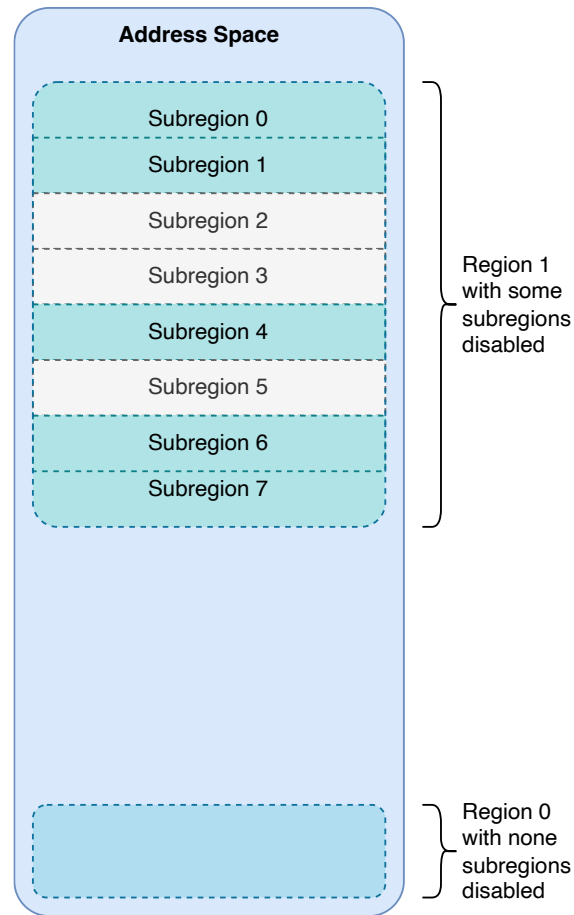 Address Space
Subregion 0
Subregion 1
Subregion 2
Subregion 3
Subregion 4
Subregion 5
Subregion 6
Subregion 7
Region 1
with some
subregions
disabled
Region 0
with none
subregions
disabled